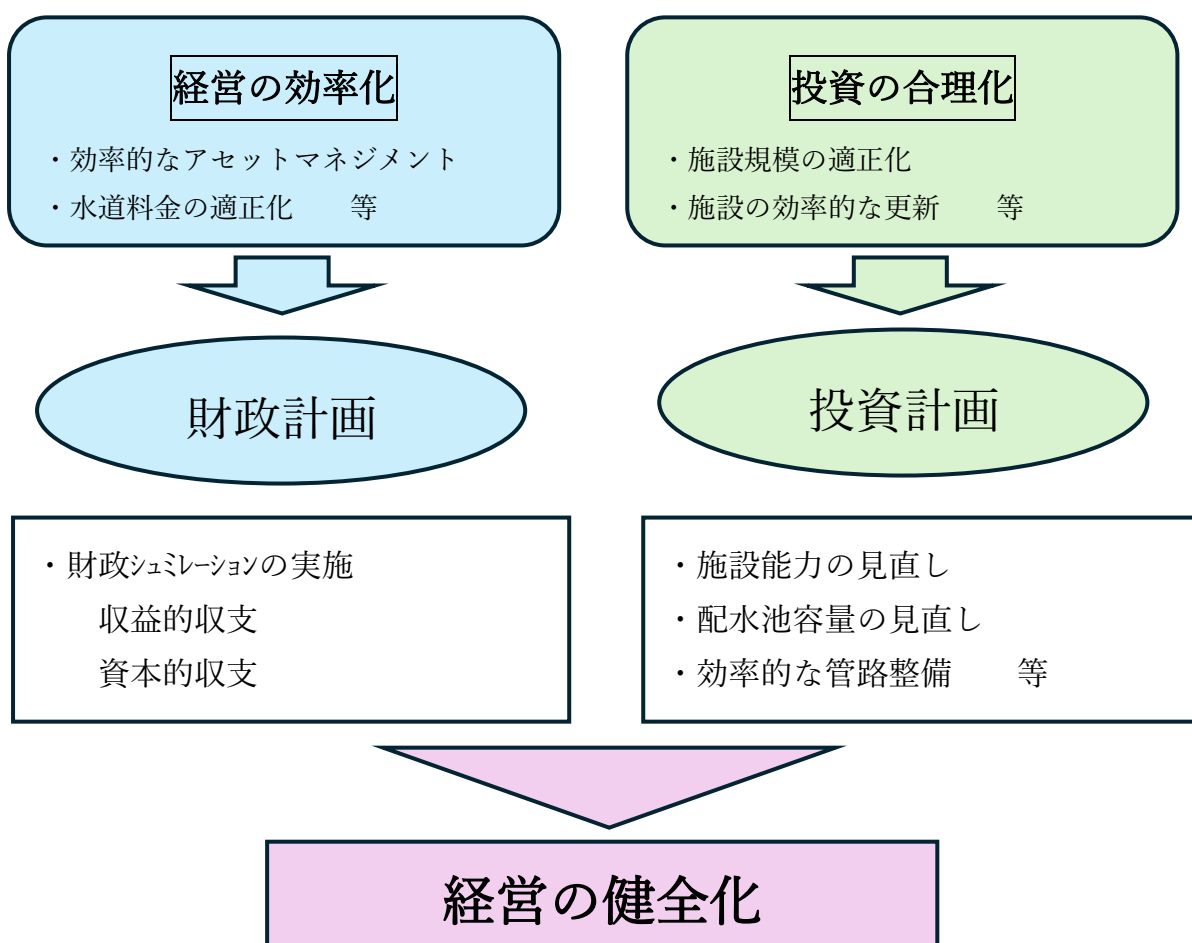 経営の効率化
・効率的なアセットマネジメント
・水道料金の適正化　　等
投資の合理化
・施設規模の適正化
・施設の効率的な更新　　等
財政計画
投資計画
・財政ｼｭﾐﾚｰｼｮﾝの実施
収益的収支
資本的収支
・施設能力の見直し
・配水池容量の見直し
・効率的な管路整備　　等
経営の健全化